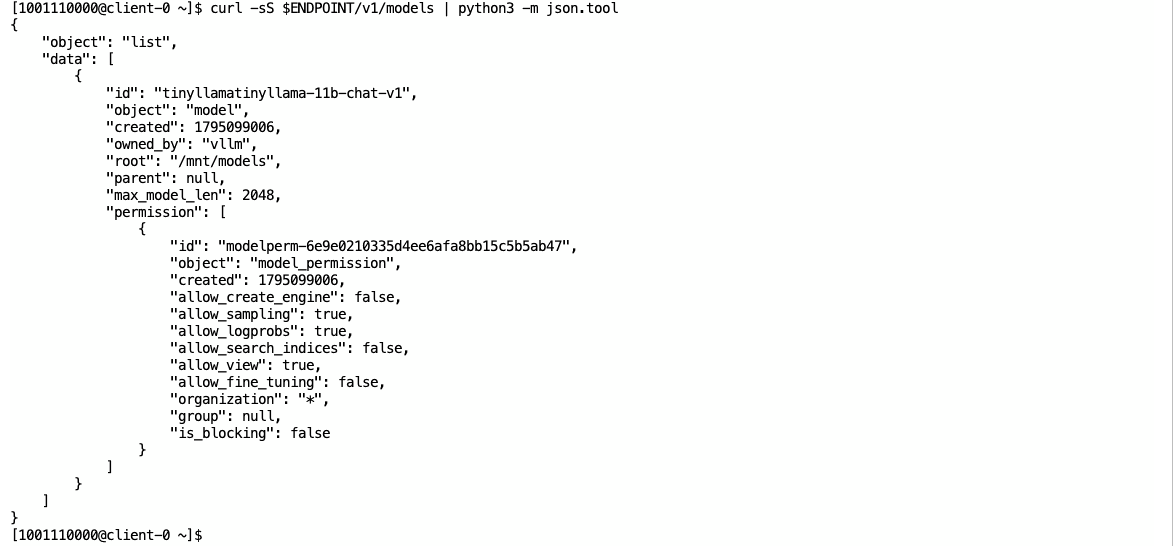 [1001110000@client-0 ~]$ curl -sS $ENDPOINT/v1/models | python3 -m json.tool
{
    "object": "list",
    "data": [
        {
            "id": "tinyllamatinyllama-11b-chat-v1",
            "object": "model",
            "created": 1795099006,
            "owned_by": "vllm",
            "root": "/mnt/models",
            "parent": null,
            "max_model_len": 2048,
            "permission": [
                {
                    "id": "modelperm-6e9e0210335d4ee6afa8bb15c5b5ab47",
                    "object": "model_permission",
                    "created": 1795099006,
                    "allow_create_engine": false,
                    "allow_sampling": true,
                    "allow_logprobs": true,
                    "allow_search_indices": false,
                    "allow_view": true,
                    "allow_fine_tuning": false,
                    "organization": "*",
                    "group": null,
                    "is_blocking": false
                }
            ]
        }
    ]
}
[1001110000@client-0 ~]$